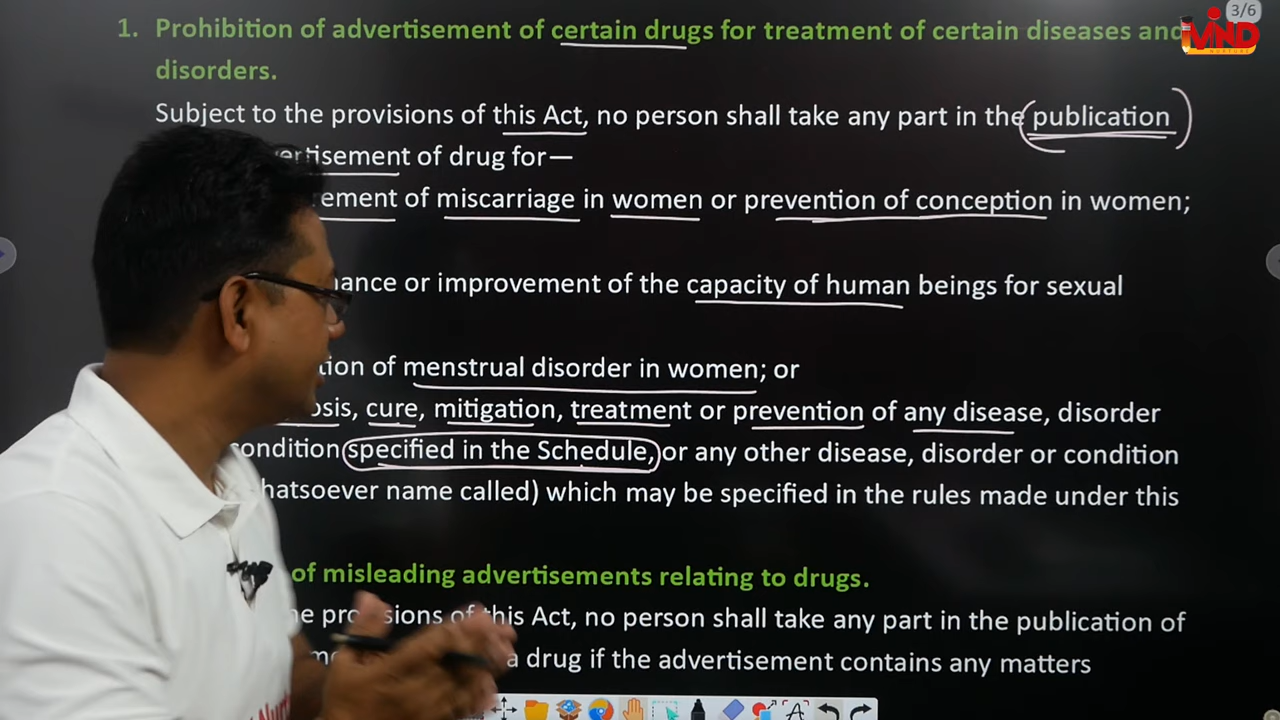 3/6
MIND
1. Prohibition of advertisement of certain drugs for treatment of certain diseases and
disorders.
Subject to the provisions of this Act, no person shall take any part in the publication
ertisement of drug for—
ement of miscarriage in women or prevention of conception in women;
ance or improvement of the capacity of human beings for sexual
tion of menstrual disorder in women; or
osis, cure, mitigation, treatment or prevention of any disease, disorder
ondition specified in the Schedule, or any other disease, disorder or condition
hatsoever name called) which may be specified in the rules made under this
of misleading advertisements relating to drugs.
he provisions of this Act, no person shall take any part in the publication of
a drug if the advertisement contains any matters